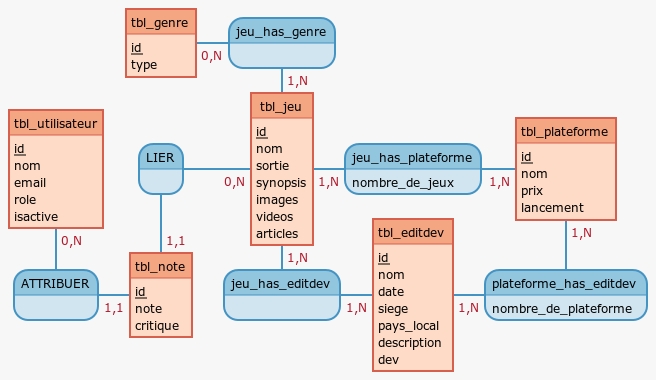 tbl_genre
id
type
0,N
jeu_has_genre
1,N
tbl_jeu
id
nom
sortie
synopsis
images
videos
articles
tbl_utilisateur
id
nom
email
role
isactive
0,N
LIER
0,N
1,1
1,N
jeu_has_plateforme
nombre_de_jeux
1,N
tbl_plateforme
id
nom
prix
lancement
1,N
ATTRIBUER
1,1
tbl_note
id
note
critique
1,N
jeu_has_editdev
1,N
tbl_editdev
id
nom
date
siege
pays_local
description
dev
1,N
plateforme_has_editdev
nombre_de_plateforme